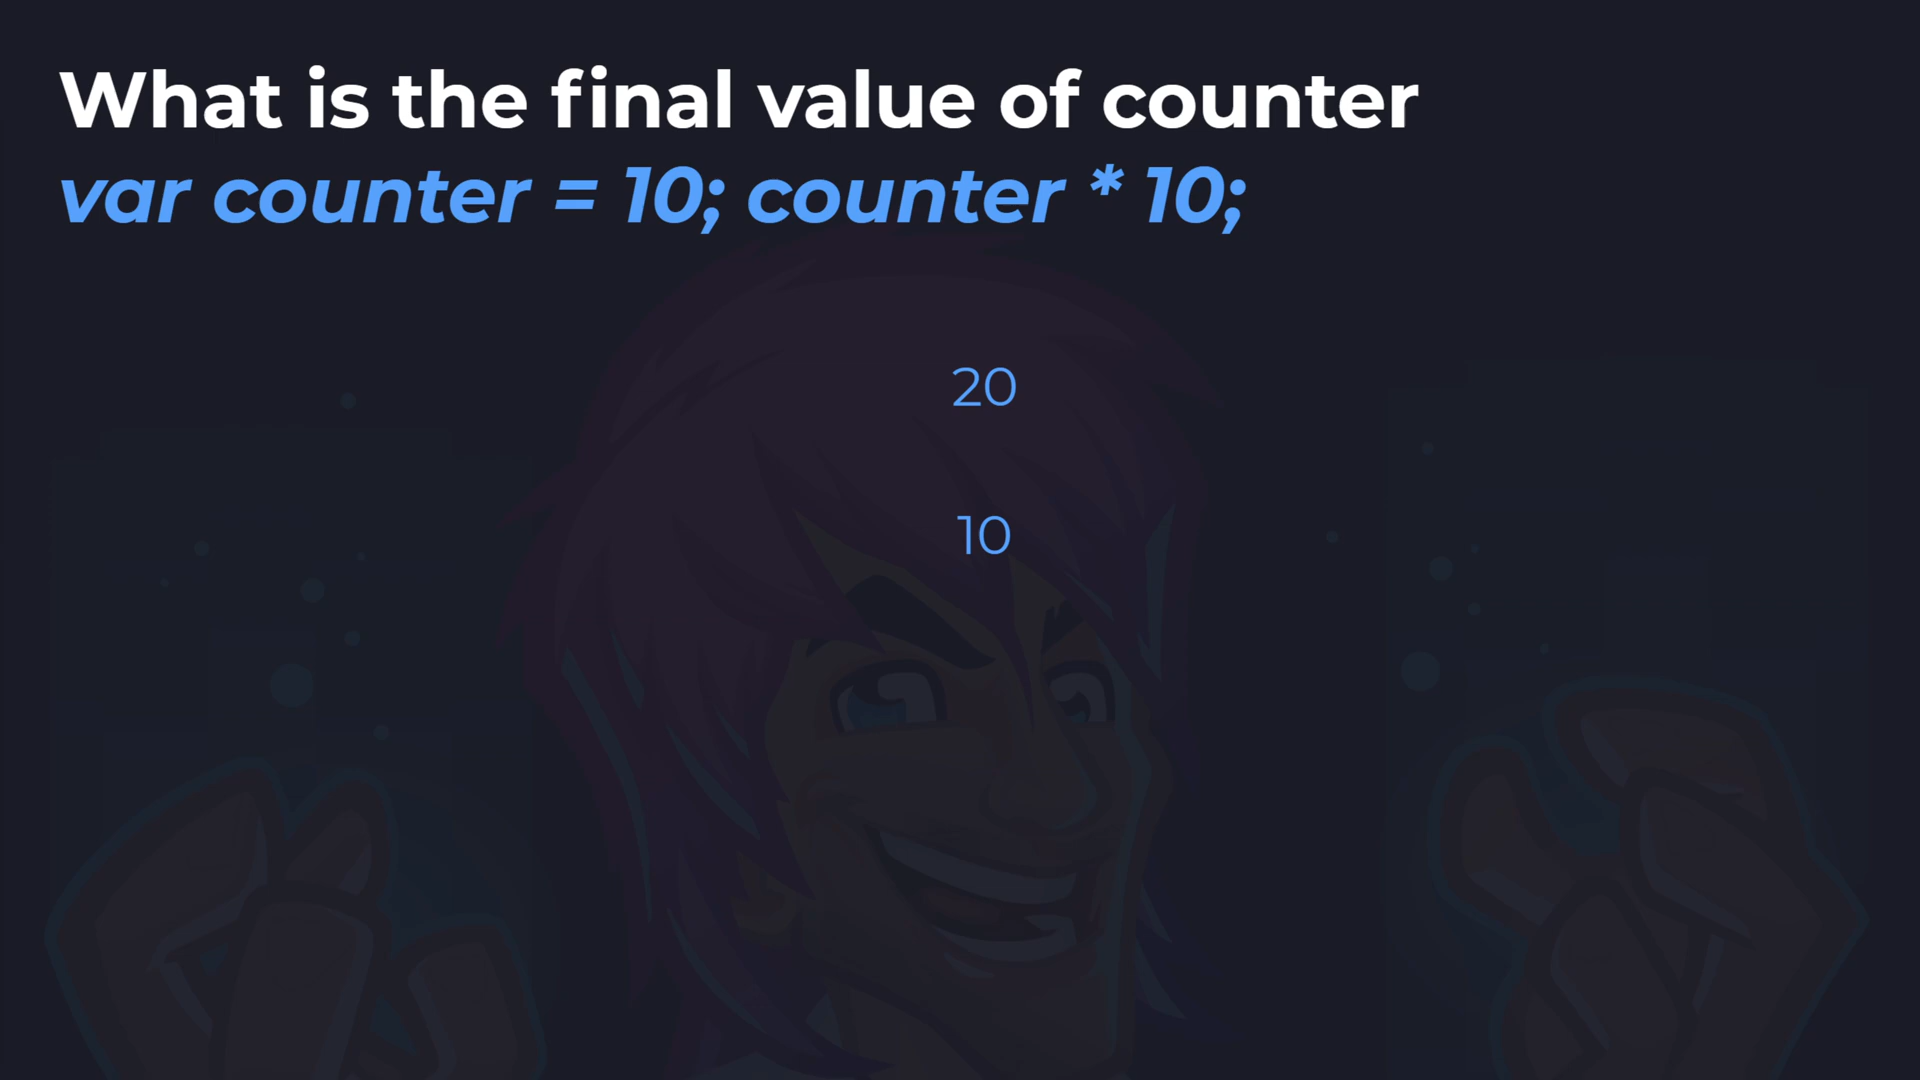 What is the final value of counter
var counter = 10; counter * 10;
20
10